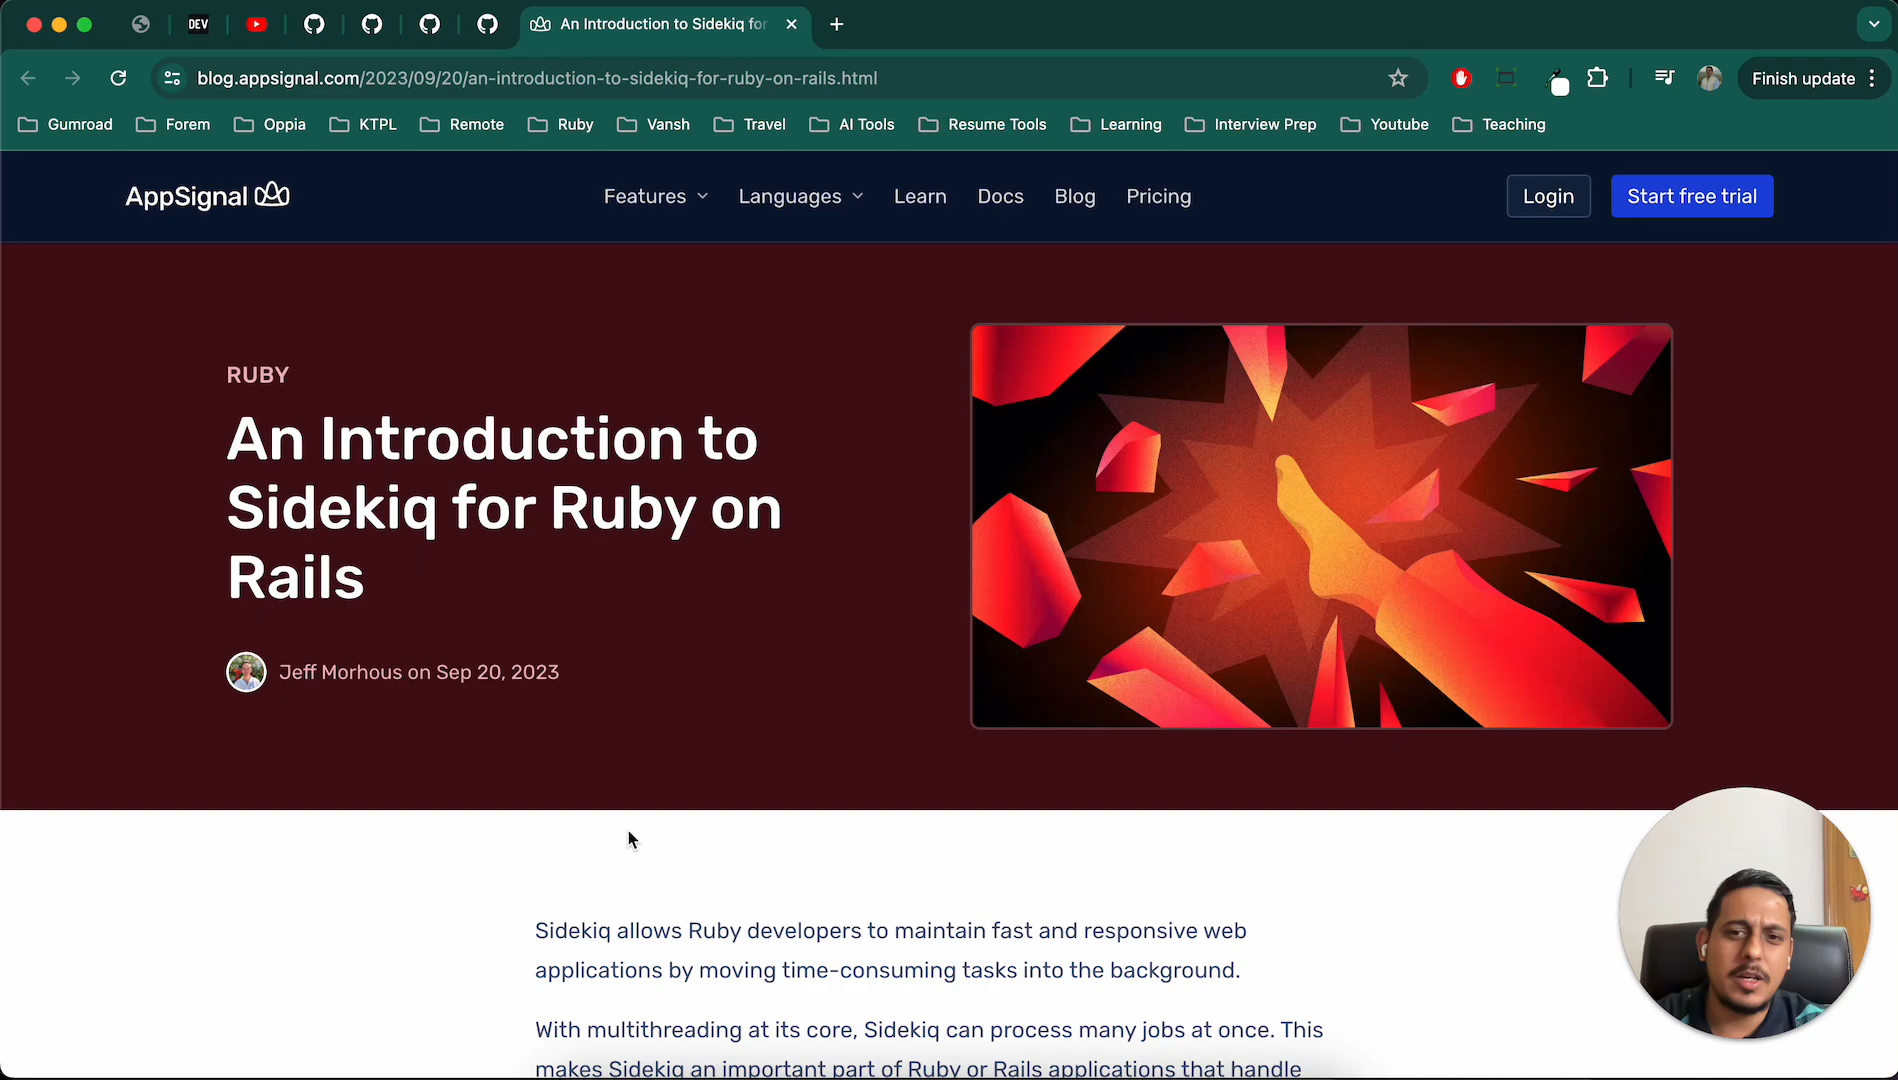 DEV
An Introduction to Sidekiq for
blog.appsignal.com/2023/09/20/an-introduction-to-sidekiq-for-ruby-on-rails.html
Finish update
Gumroad Forem Oppia KTPL Remote Ruby Vansh Travel AI Tools Resume Tools Learning Interview Prep Youtube Teaching
AppSignal Features Languages Learn Docs Blog Pricing Login Start free trial
RUBY
An Introduction to
Sidekiq for Ruby on
Rails
Jeff Morhous on Sep 20, 2023
Sidekiq allows Ruby developers to maintain fast and responsive web
applications by moving time-consuming tasks into the background.
With multithreading at its core, Sidekiq can process many jobs at once. This
makes Sidekiq an important part of Ruby or Rails applications that handle